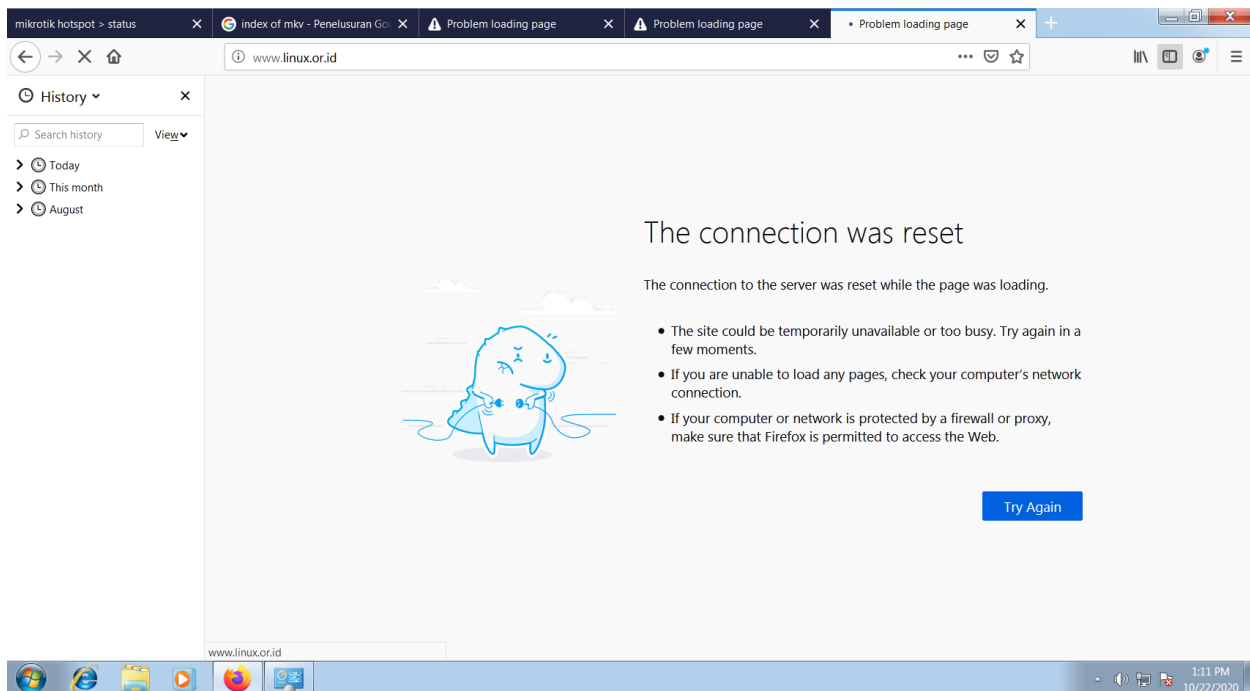 mikrotik hotspot > status
index of mkv - Penelusuran Goo
Problem loading page
Problem loading page
Problem loading page
www.linux.or.id
History
Search history
View
Today
This month
August
The connection was reset
The connection to the server was reset while the page was loading.
The site could be temporarily unavailable or too busy. Try again in a
few moments.
If you are unable to load any pages, check your computer's network
connection.
If your computer or network is protected by a firewall or proxy,
make sure that Firefox is permitted to access the Web.
Try Again
www.linux.or.id
1:11 PM
10/22/2020